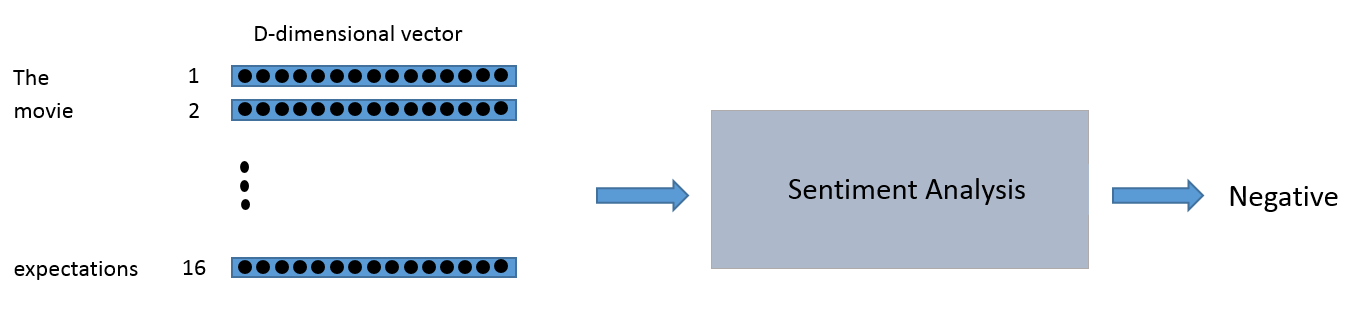 D-dimensional vector
The 1
movie 2
expectations 16
Sentiment Analysis
Negative